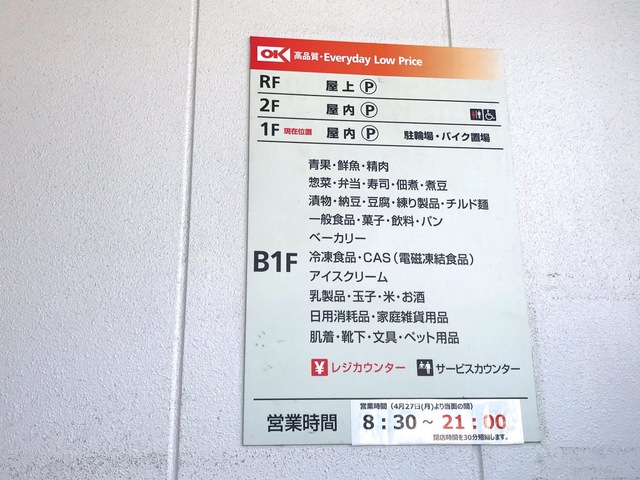 OK 高品質・Everyday Low Price
RF 屋上 P
2F 屋内 P
1F 現在位置 屋内 P 駐輪場・バイク置場
B1F
青果・鮮魚・精肉
惣菜・弁当・寿司・佃煮・煮豆
漬物・納豆・豆腐・練り製品・チルド麺
一般食品・菓子・飲料・パン
ベーカリー
冷凍食品・CAS(電磁凍結食品)
アイスクリーム
乳製品・玉子・米・お酒
日用消耗品・家庭雑貨用品
肌着・靴下・文具・ペット用品
¥ レジカウンター サービスカウンター
営業時間
営業時間 (4月27日(月)より当面の間)
8:30~21:00
閉店時間を30分短縮します。